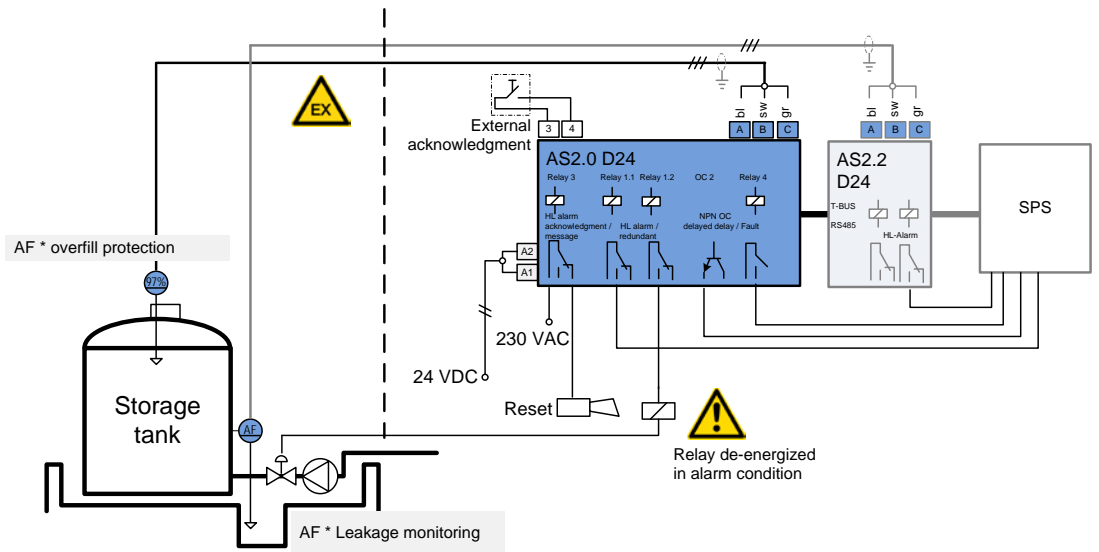 EX
bl
sw
gr
bl
sw
gr
External
acknowledgment
3
4
A
B
C
A
B
C
AS2.0 D24
Relay 3
Relay 1.1
Relay 1.2
OC 2
Relay 4
HL alarm
acknowledgment /
message
HL alarm /
redundant
NPN OC
delayed delay / Fault
AS2.2
D24
T-BUS
RS485
HL-Alarm
SPS
AF * overfill protection
A2
A1
97%
230 VAC
24 VDC
Reset
Storage
tank
AF
Relay de-energized
in alarm condition
AF * Leakage monitoring